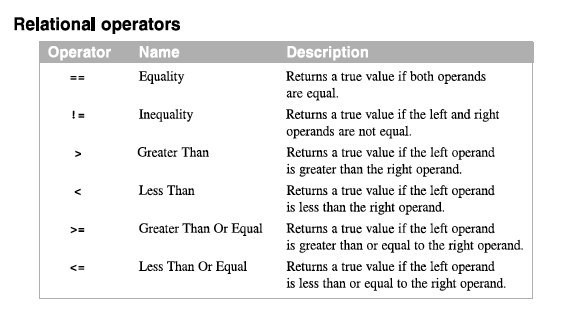 Relational operators
Operator Name Description
== Equality Returns a true value if both operands
are equal.
!= Inequality Returns a true value if the left and right
operands are not equal.
> Greater Than Returns a true value if the left operand
is greater than the right operand.
< Less Than Returns a true value if the left operand
is less than the right operand.
>= Greater Than Or Equal Returns a true value if the left operand
is greater than or equal to the right operand.
<= Less Than Or Equal Returns a true value if the left operand
is less than or equal to the right operand.